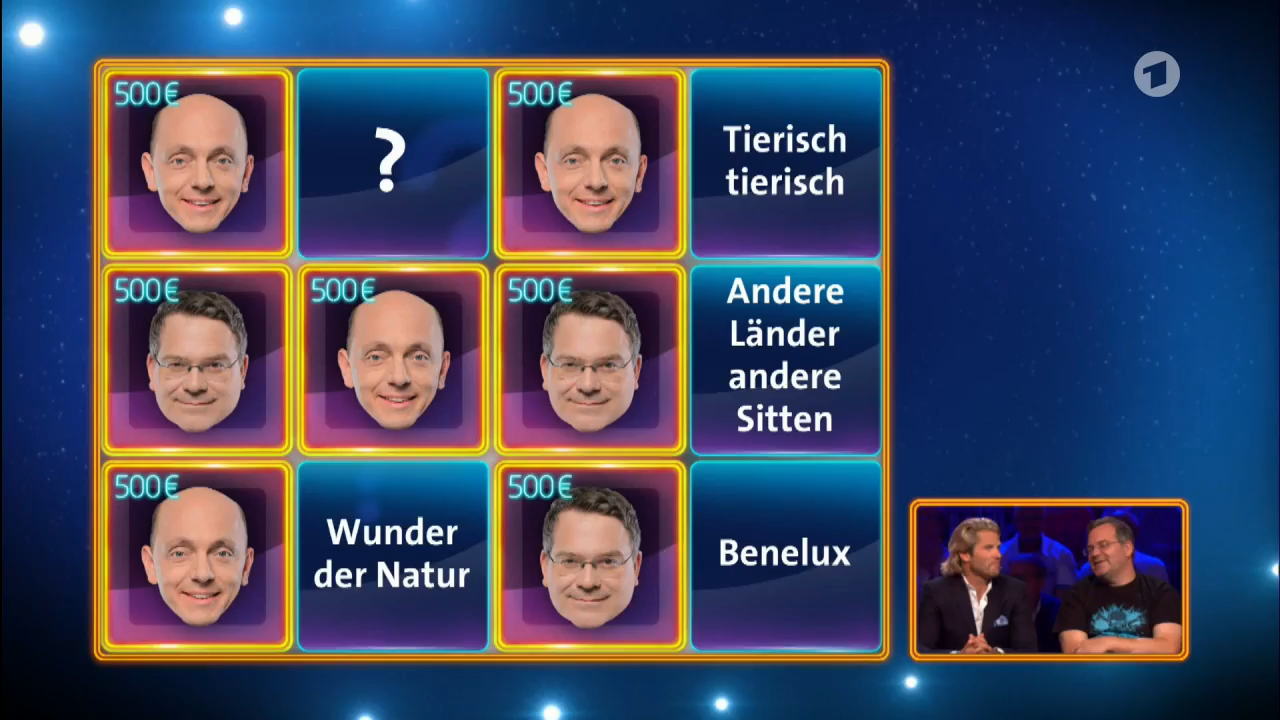 500€
?
500€
Tierisch
tierisch
500€
500€
500€
Andere
Länder
andere
Sitten
500€
Wunder
der Natur
500€
Benelux
1